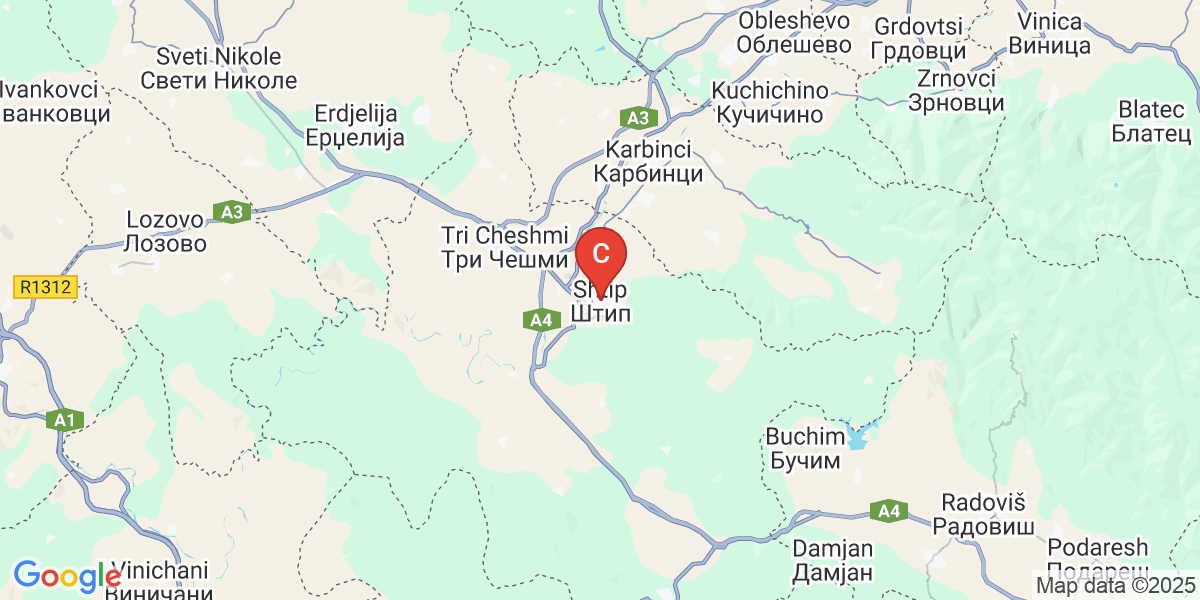 Obleshevo
Облешево
Grdovtsi
Грдовци
Vinica
Виница
Sveti Nikole
Свети Николе
Ivankovci
ванковци
Zrnovci
Зрновци
Kuchichino
Кучичино
Blatec
Блатец
Erdjelija
Ерџелија
A3
Karbinci
Карбинци
Lozovo
Лозово
A3
Tri Cheshmi
Три Чешми
C
R1312
Штип
A4
A1
Buchim
Бучим
Radoviš
Радовиш
A4
Damjan
Дамјан
Podaresh
Подареш
Vinichani
Виничани
Google
Map data ©2025